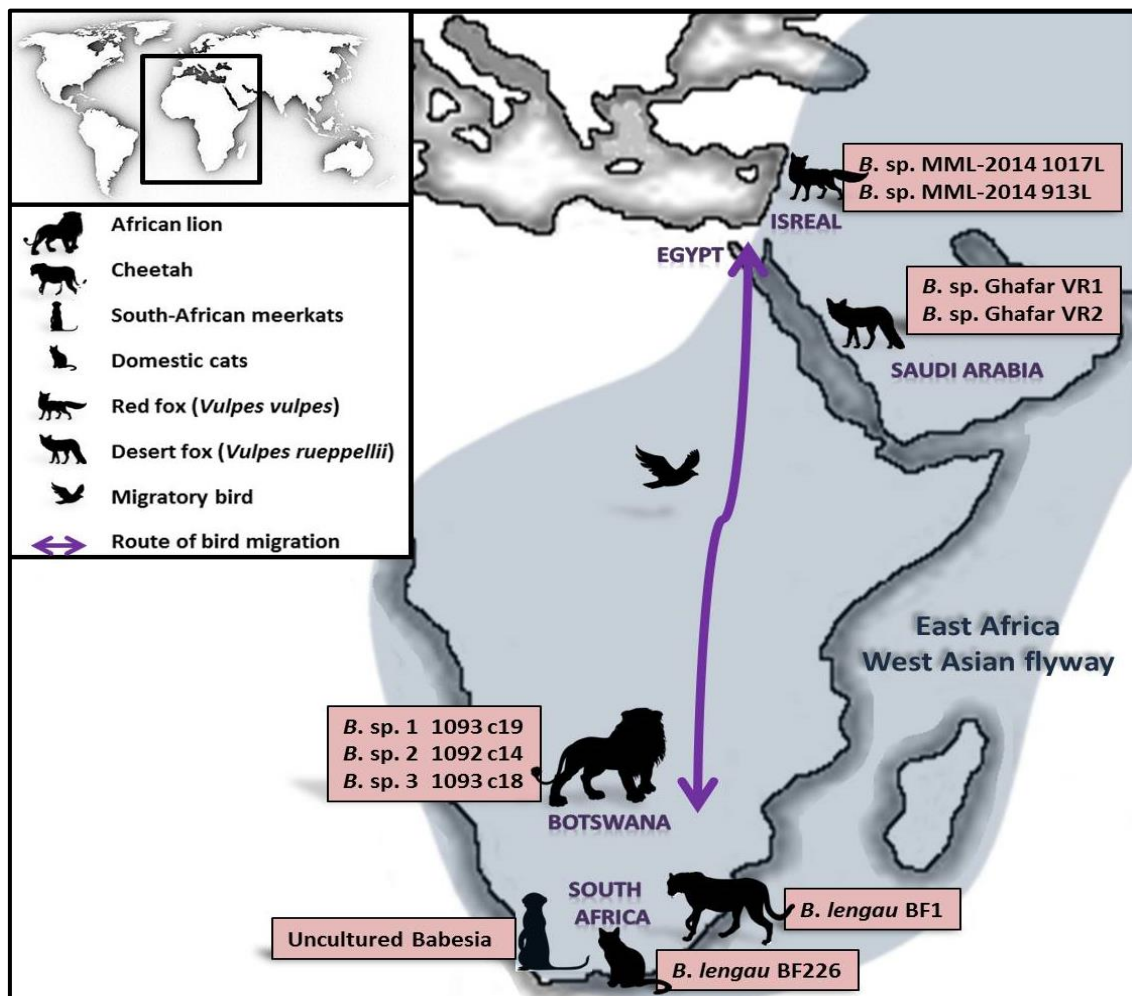 African lion
Cheetah
South-African meerkats
Domestic cats
Red fox (Vulpes vulpes)
Desert fox (Vulpes rueppellii)
Migratory bird
Route of bird migration
B. sp. MML-2014 1017L
B. sp. MML-2014 913L
ISREAL
EGYPT
B. sp. Ghafar VR1
B. sp. Ghafar VR2
SAUDI ARABIA
East Africa
West Asian flyway
B. sp. 1 1093 c19
B. sp. 2 1092 c14
B. sp. 3 1093 c18
BOTSWANA
SOUTH
AFRICA
B. lengau BF1
Uncultured Babesia
B. lengau BF226